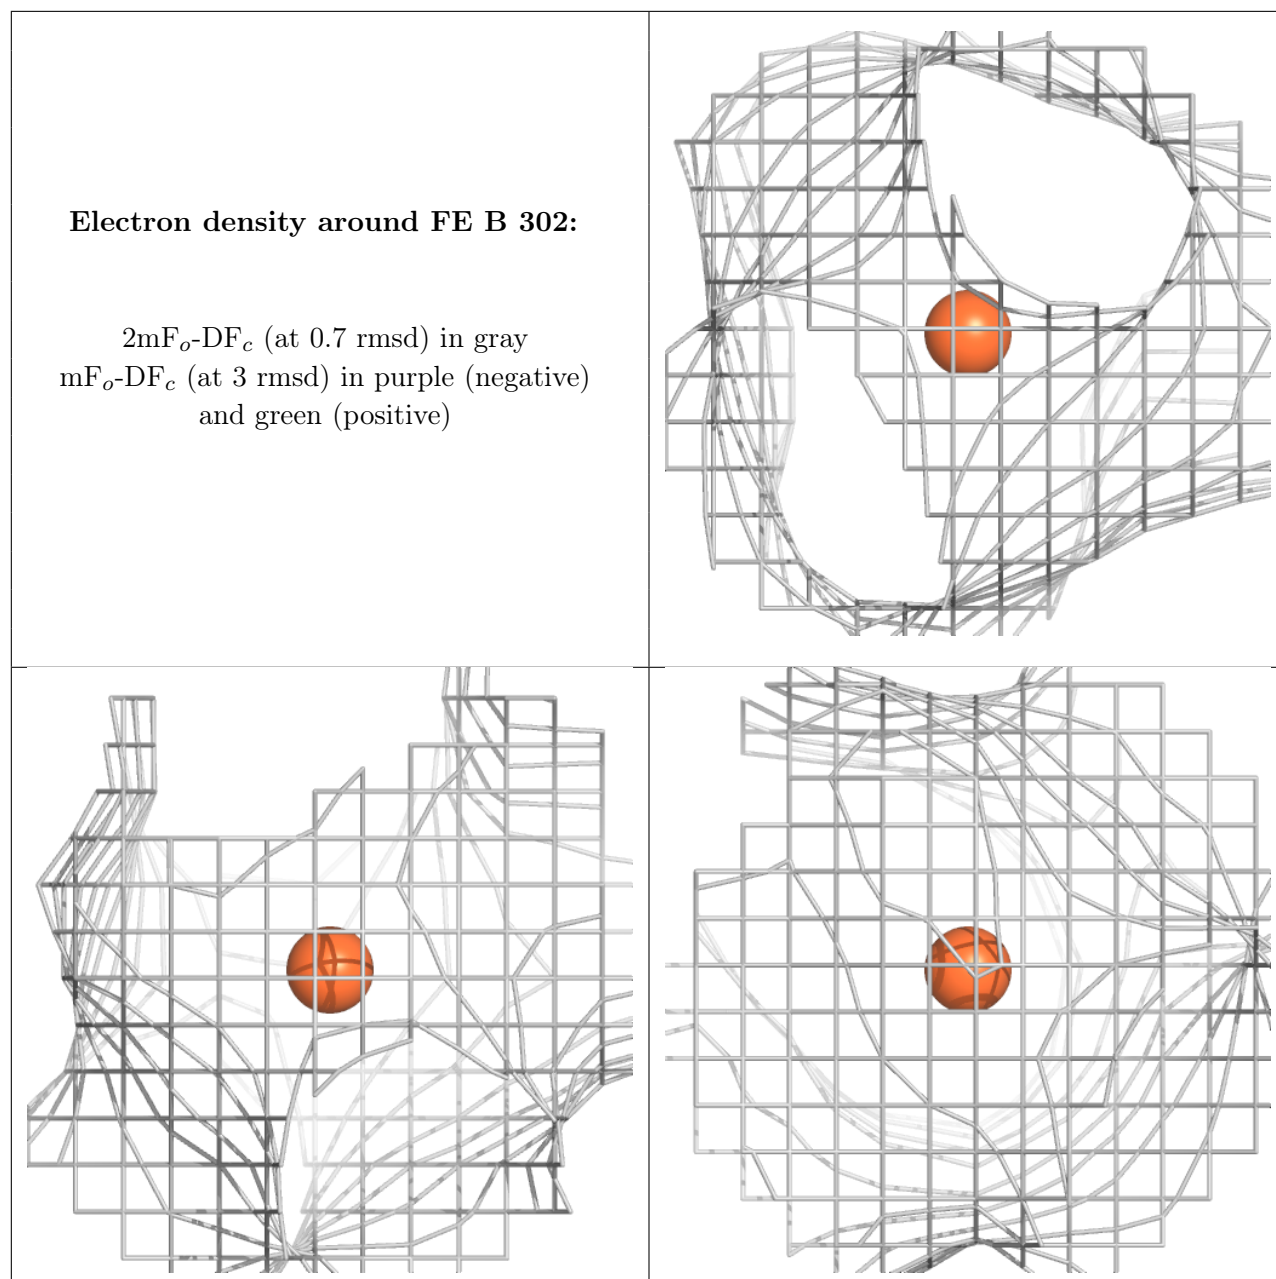 Electron density around FE B 302:
2mFo-DFc (at 0.7 rmsd) in gray
mFo-DFc (at 3 rmsd) in purple (negative)
and green (positive)